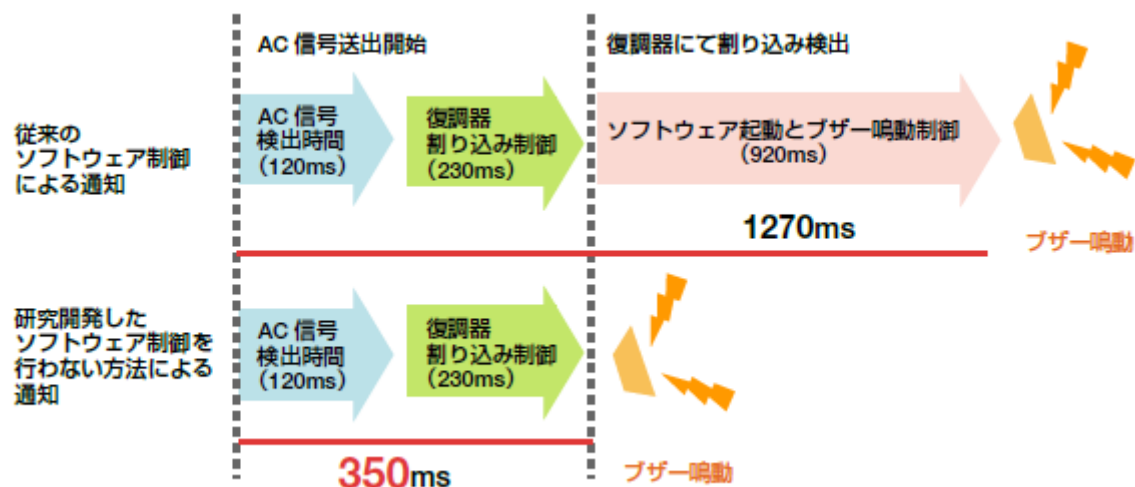 AC 信号送出開始
復調器にて割り込み検出
従来の
ソフトウェア制御
による通知
AC 信号
検出時間
（120ms）
復調器
割り込み制御
（230ms）
ソフトウェア起動とブザー鳴動制御
（920ms）
1270ms
ブザー鳴動
研究開発した
ソフトウェア制御を
行わない方法による
通知
AC 信号
検出時間
（120ms）
復調器
割り込み制御
（230ms）
350ms
ブザー鳴動